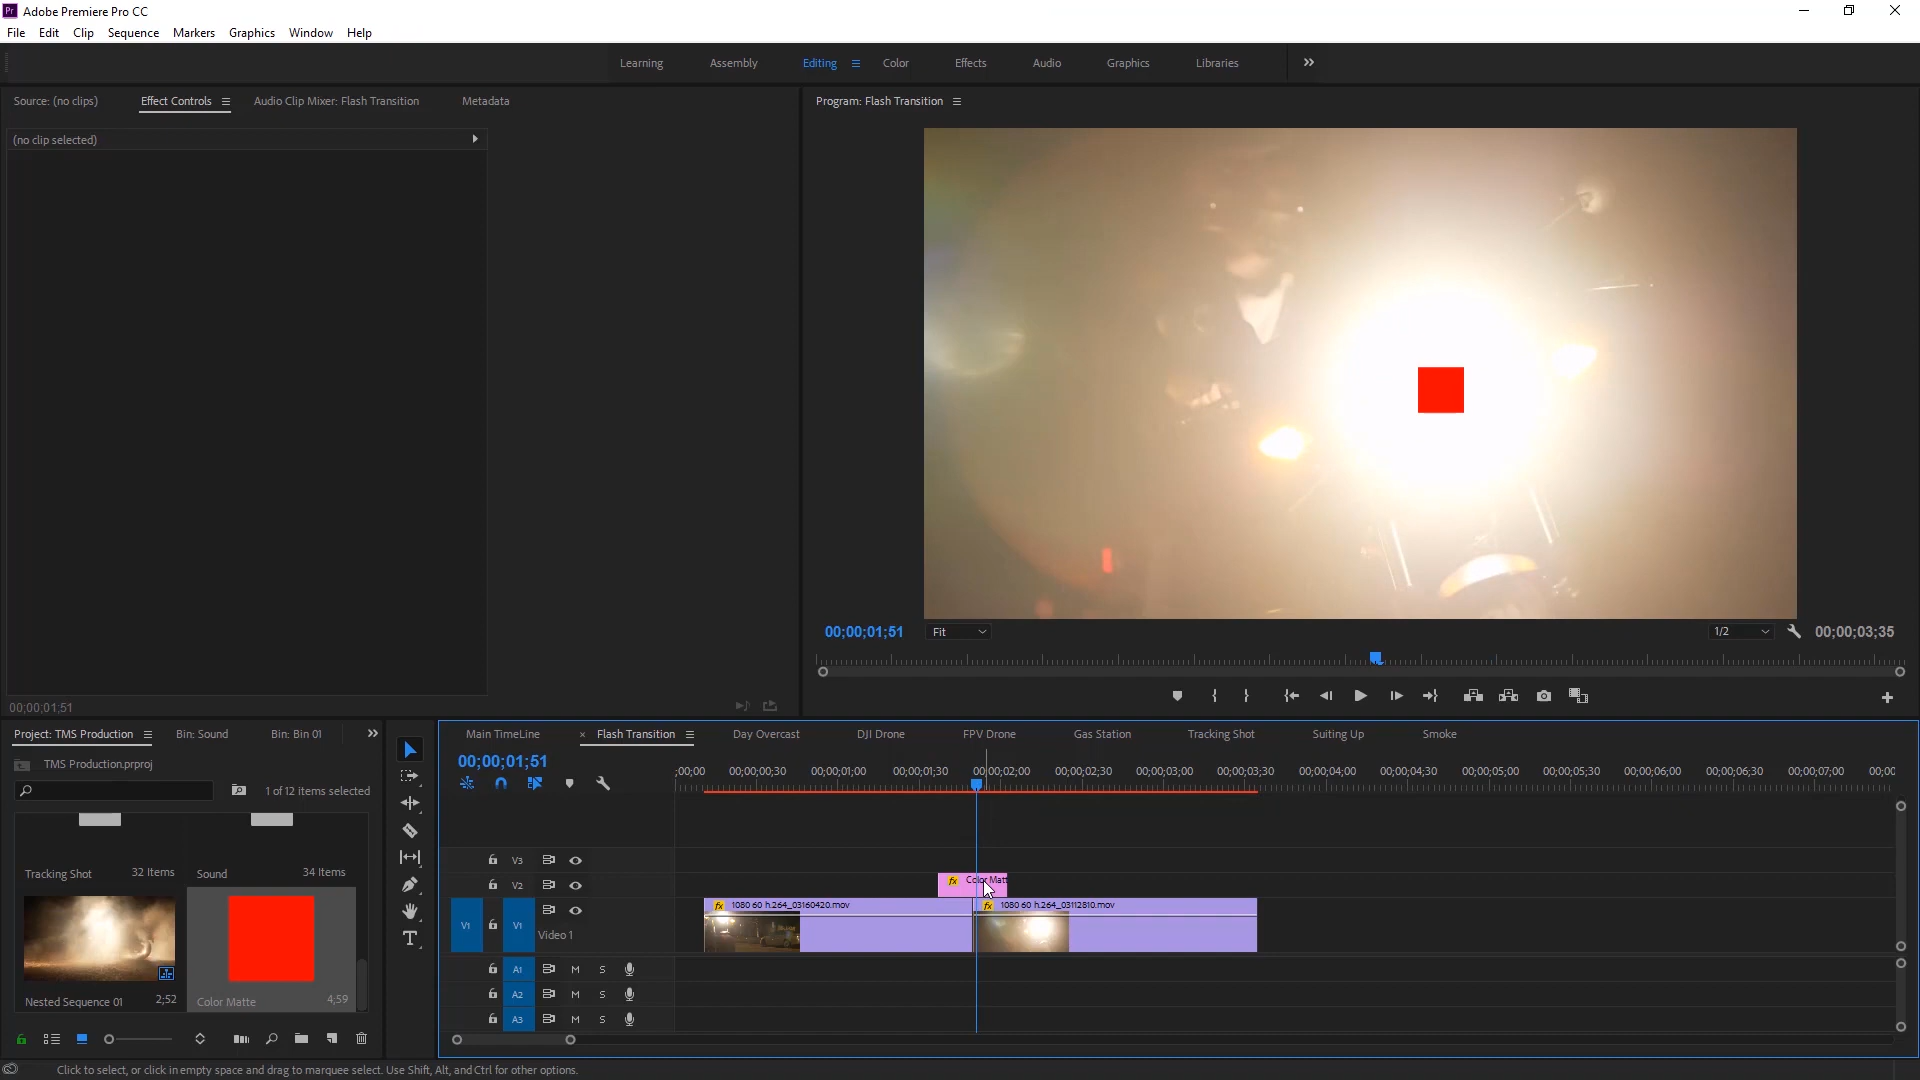 Pr Adobe Premiere Pro CC
File Edit Clip Sequence Markers Graphics Window Help
Learning Assembly Editing Color Effects Audio Graphics Libraries
Source: (no clips) Effect Controls Audio Clip Mixer: Flash Transition Metadata
Program: Flash Transition
(no clip selected)
00;00;01;51 Fit 1/2 00;00;03;35
00;00;01;51
Project: TMS Production Bin: Sound Bin: Bin 01
TMS Production.prproj
1 of 12 items selected
Tracking Shot 32 Items
Sound 34 Items
Nested Sequence 01 2;52
Color Matte 4;59
Main TimeLine × Flash Transition Day Overcast DJI Drone FPV Drone Gas Station Tracking Shot Suiting Up Smoke
00;00;01;51
;00;00 00;00;00;30 00;00;01;00 00;00;01;30 00;00;02;00 00;00;02;30 00;00;03;00 00;00;03;30 00;00;04;00 00;00;04;30 00;00;05;00 00;00;05;30 00;00;06;00 00;00;06;30 00;00;07;00 00;00
V3
V2 fx Color Matt
V1 V1 fx 1080 60 h.264_03160420.mov fx 1080 60 h.264_03112810.mov
Video 1
A1 M S
A2 M S
A3 M S
Click to select, or click in empty space and drag to marquee select. Use Shift, Alt, and Ctrl for other options.